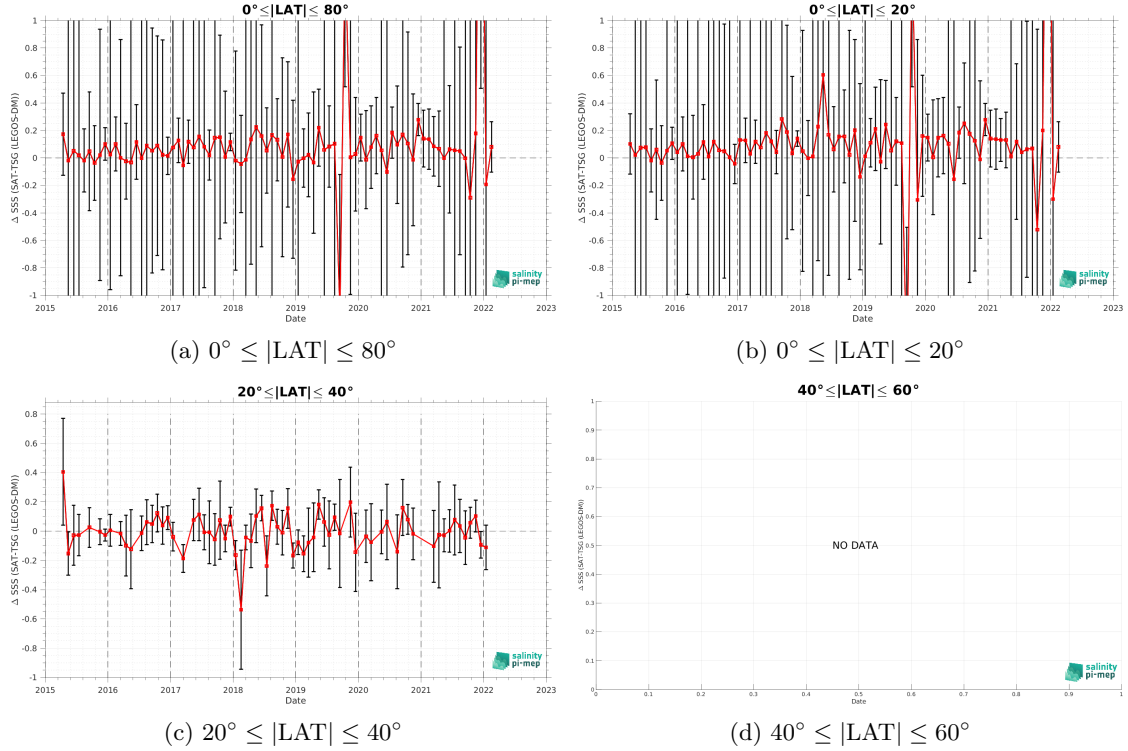 0°≤|LAT|≤ 80°
Δ SSS (SAT-TSG (LEGOS-DM))
1
0.8
0.6
0.4
0.2
0
-0.2
-0.4
-0.6
-0.8
-1
2015 2016 2017 2018 2019 2020 2021 2022 2023
Date
salinity
pi-mep
(a) 0° ≤ |LAT| ≤ 80°
0°≤|LAT|≤ 20°
Δ SSS (SAT-TSG (LEGOS-DM))
1
0.8
0.6
0.4
0.2
0
-0.2
-0.4
-0.6
-0.8
-1
2015 2016 2017 2018 2019 2020 2021 2022 2023
Date
salinity
pi-mep
(b) 0° ≤ |LAT| ≤ 20°
20°≤|LAT|≤ 40°
Δ SSS (SAT-TSG (LEGOS-DM))
0.8
0.6
0.4
0.2
0
-0.2
-0.4
-0.6
-0.8
-1
2015 2016 2017 2018 2019 2020 2021 2022 2023
Date
salinity
pi-mep
(c) 20° ≤ |LAT| ≤ 40°
40°≤|LAT|≤ 60°
Δ SSS (SAT-TSG (LEGOS-DM))
1
0.9
0.8
0.7
0.6
0.5
0.4
0.3
0.2
0.1
0
NO DATA
0 0.1 0.2 0.3 0.4 0.5 0.6 0.7 0.8 0.9 1
Date
salinity
pi-mep
(d) 40° ≤ |LAT| ≤ 60°